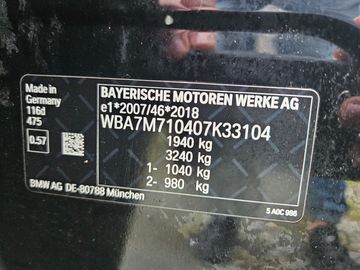 BAYERISCHE MOTOREN WERKE AG
e1*2007/46*2018
WBA7M710407K33104
1940 kg
3240 kg
1- 1040 kg
2- 980 kg
Made in
Germany
116d
475
0.57
BMW AG DE-80788 München
5 A0C 986